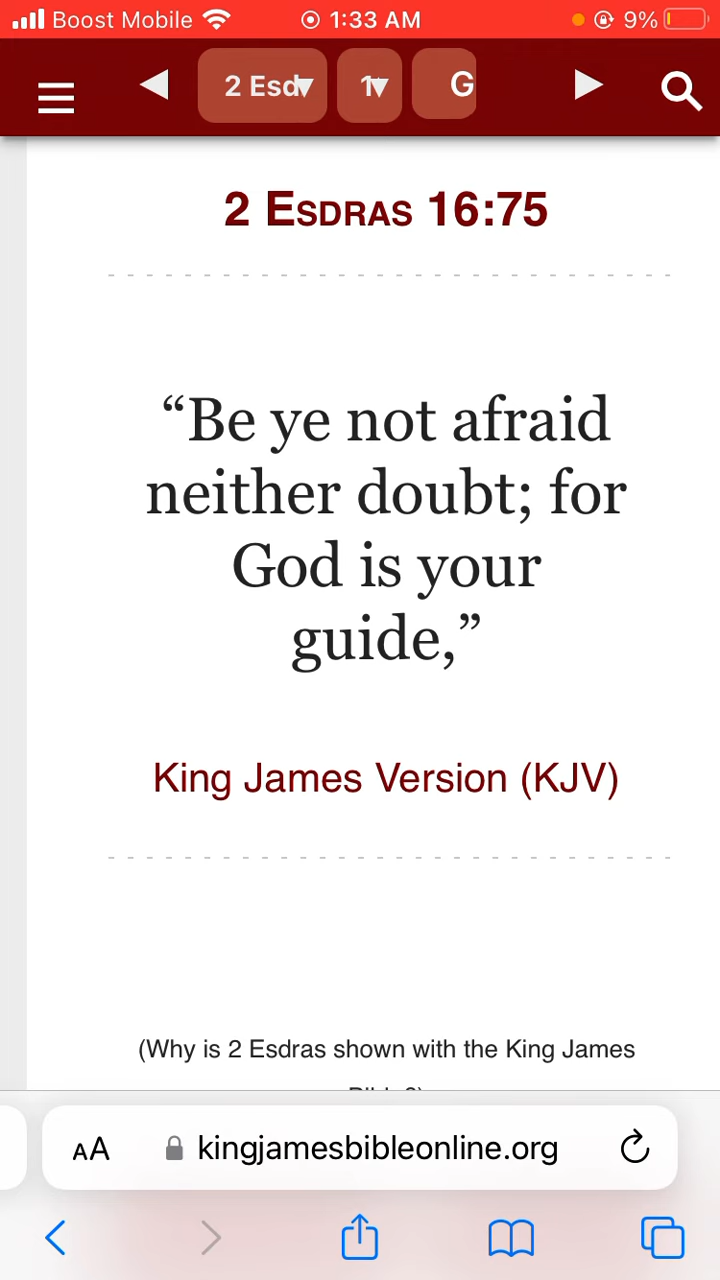 Boost Mobile 1:33 AM 9%
2 Esd 1 G
2 ESDRAS 16:75
“Be ye not afraid
neither doubt; for
God is your
guide,”
King James Version (KJV)
(Why is 2 Esdras shown with the King James
AA kingjamesbibleonline.org